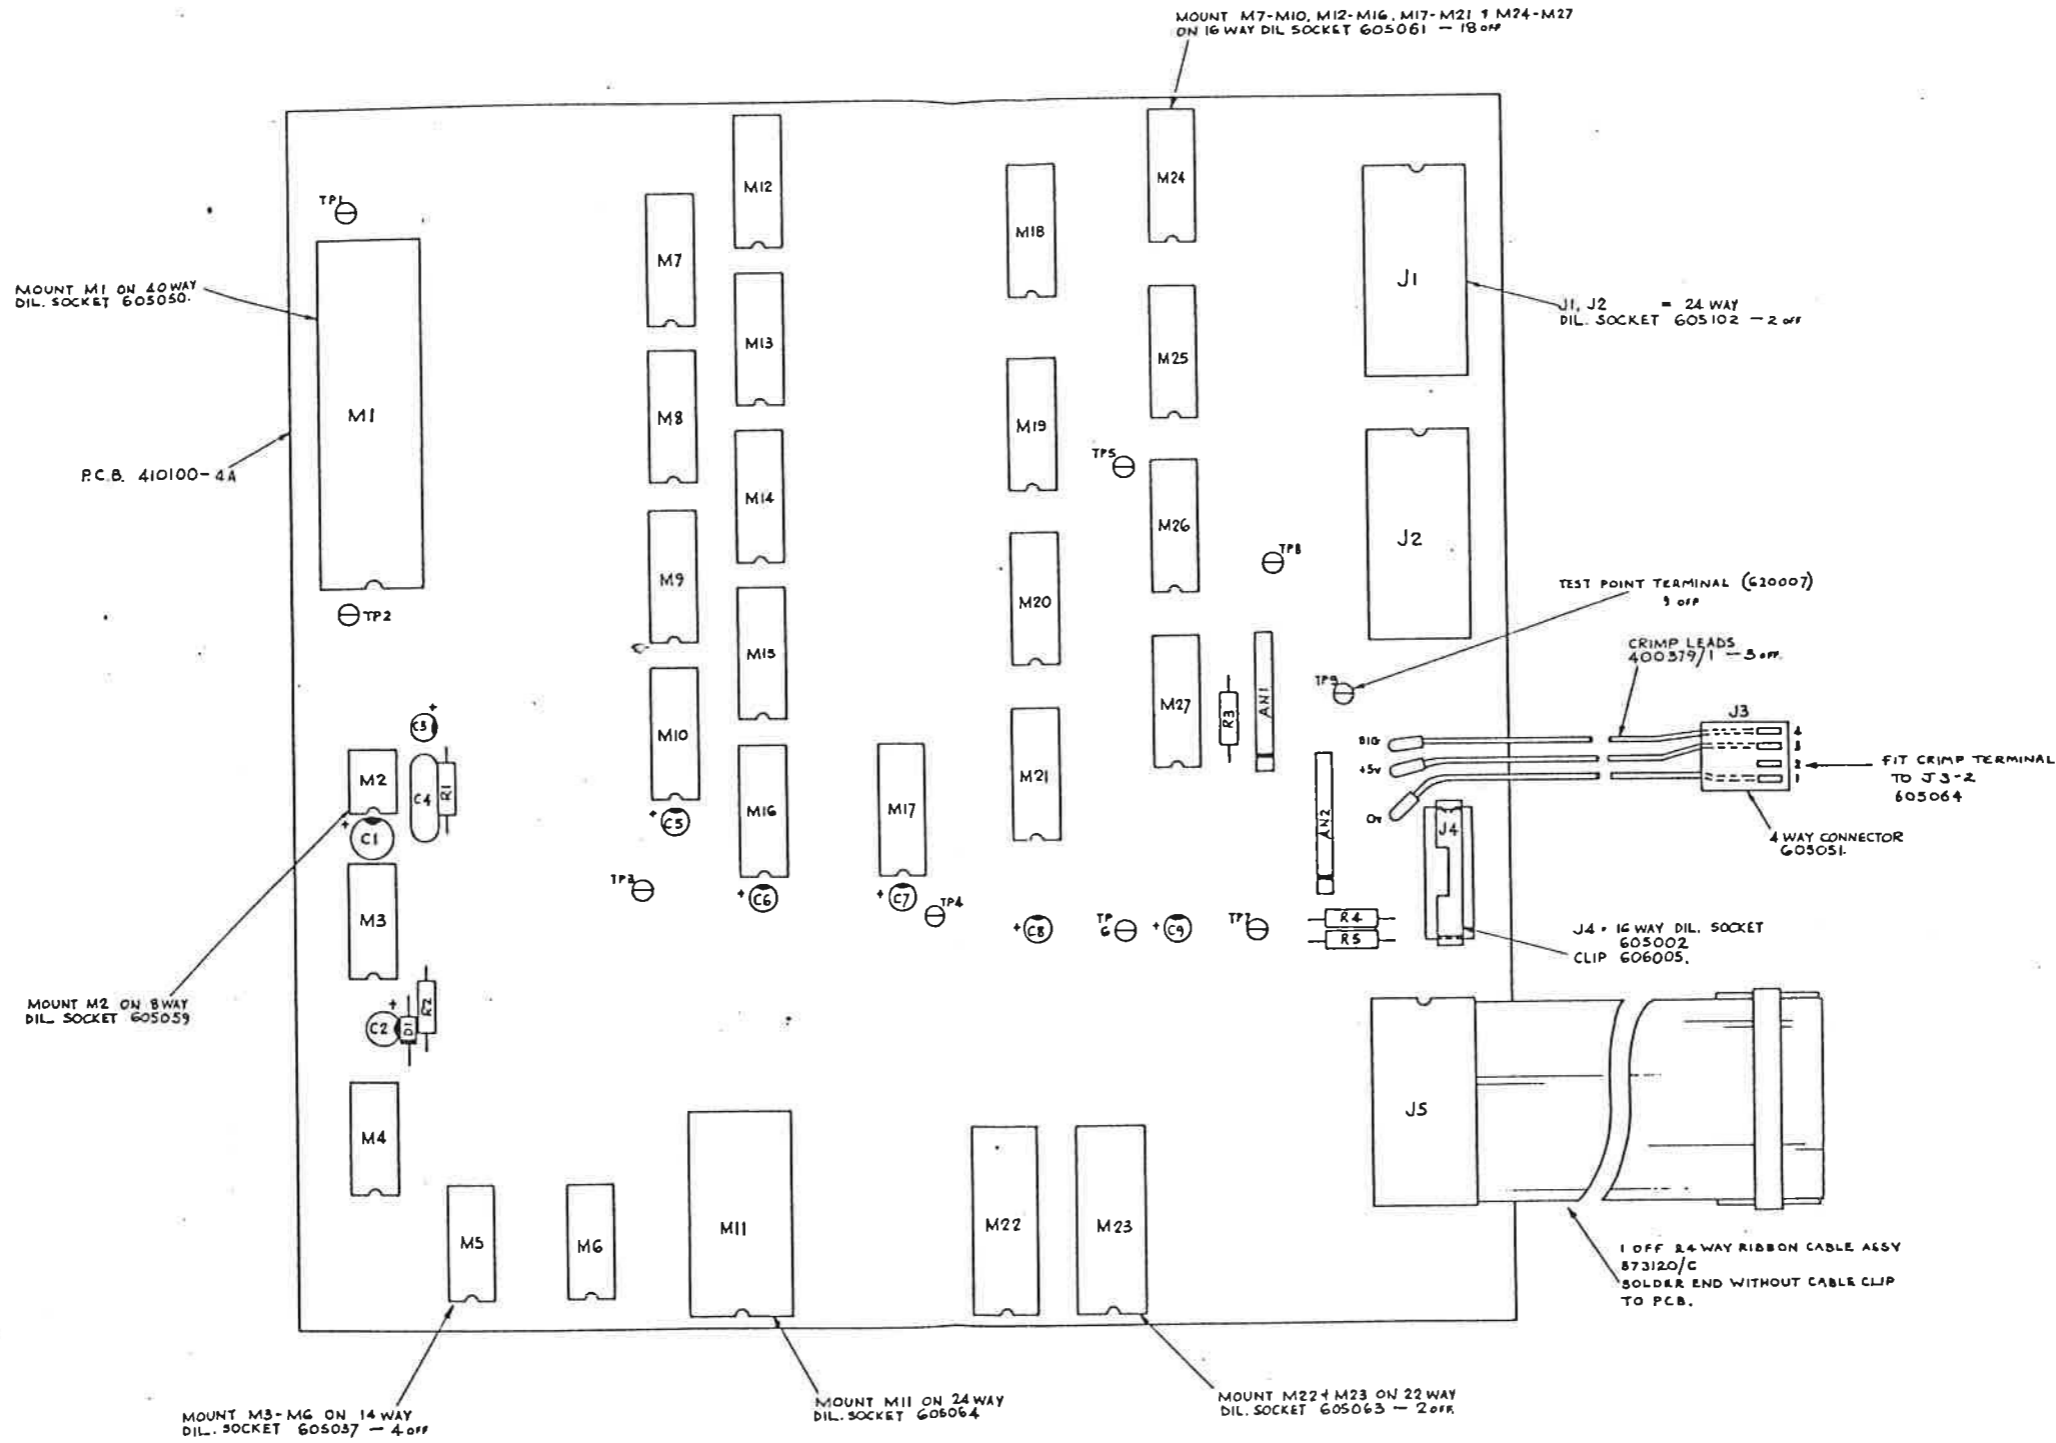 MOUNT M7-M10, M12-M16, M17-M21 & M24-M27
ON 16 WAY DIL SOCKET 605061 — 18 OFF
M12
M24
M18
TP1
M7
J1
MOUNT M1 ON 40 WAY
DIL. SOCKET 605050.
J1, J2 = 24 WAY
DIL. SOCKET 605102 — 2 OFF
M13
M25
M1
M8
M19
P.C.B. 410100-4A
TP5
M14
M26
J2
TP8
M9
TEST POINT TERMINAL (620007)
9 OFF
M20
TP2
M15
CRIMP LEADS
400379/1 — 3 OFF.
TP9
M27
R3
AN1
J3
C3
+
M10
SIG
4
3
+5V
2
1
FIT CRIMP TERMINAL
TO J3-2
605064
M2
C4
R1
M21
M16
M17
+
C1
+
C5
0V
AN2
J4
4 WAY CONNECTOR
605051.
TP3
+
C6
+
C7
TP4
M3
+
C8
TP
6
+
C9
TP7
R4
R5
J4 = 16 WAY DIL. SOCKET
605002
CLIP 606005.
MOUNT M2 ON 8 WAY
DIL. SOCKET 605059
+
C2
D1
R2
J5
M4
M5
M6
M11
M22
M23
1 OFF 24 WAY RIBBON CABLE ASSY
873120/C
SOLDER END WITHOUT CABLE CLIP
TO PCB.
MOUNT M3-M6 ON 14 WAY
DIL. SOCKET 605037 — 4 OFF
MOUNT M11 ON 24 WAY
DIL. SOCKET 605064
MOUNT M22 & M23 ON 22 WAY
DIL. SOCKET 605063 — 2 OFF.